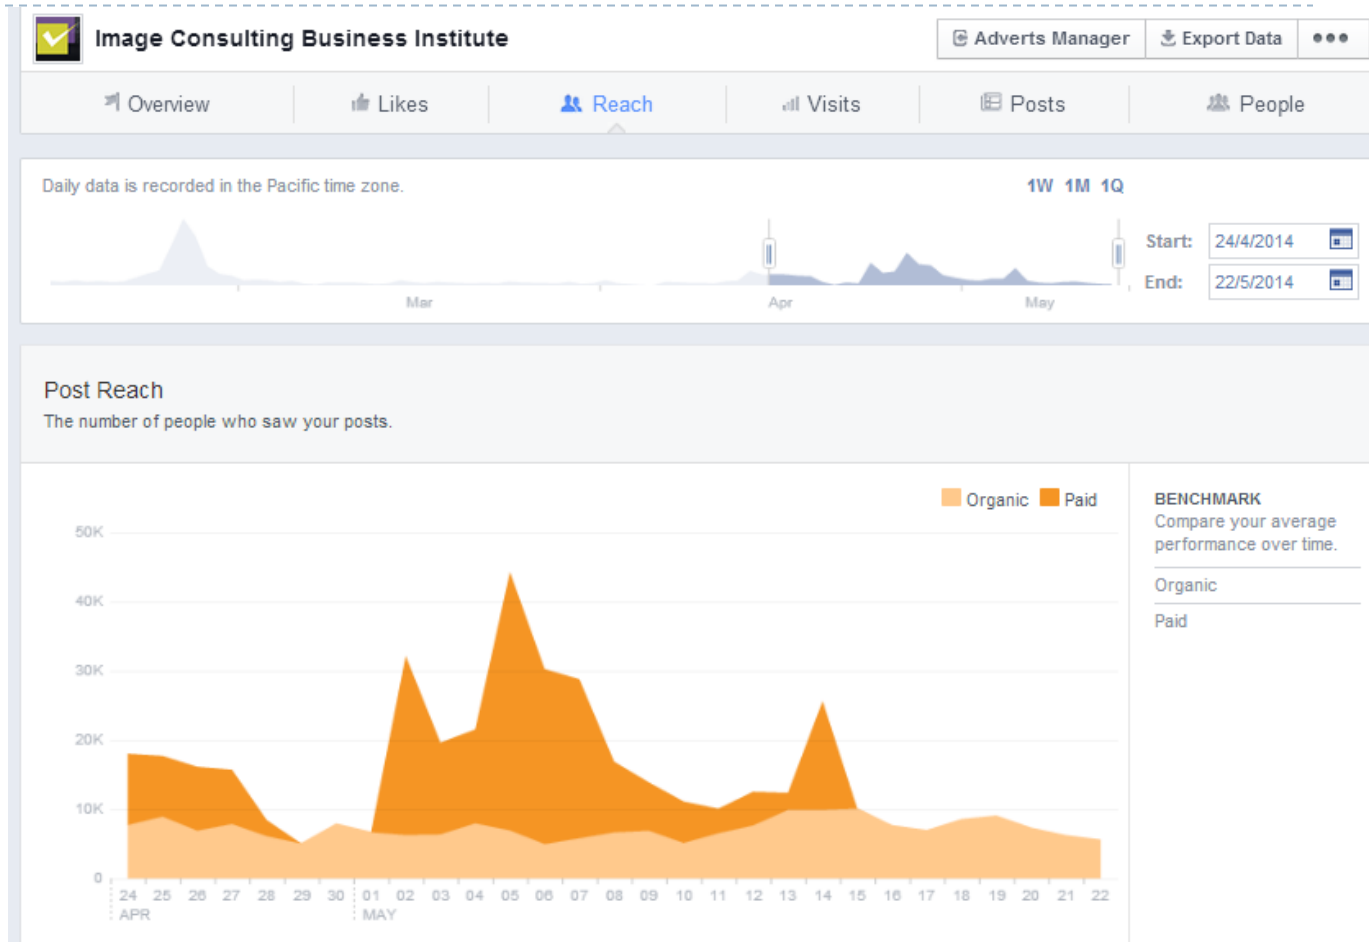 Image Consulting Business Institute
Adverts Manager Export Data
Overview Likes Reach Visits Posts People
Daily data is recorded in the Pacific time zone.
1W 1M 1Q
Start: 24/4/2014
End: 22/5/2014
Mar Apr May
Post Reach
The number of people who saw your posts.
Organic Paid
BENCHMARK
Compare your average
performance over time.
Organic
Paid
50K
40K
30K
20K
10K
0
24 25 26 27 28 29 30 01 02 03 04 05 06 07 08 09 10 11 12 13 14 15 16 17 18 19 20 21 22
APR MAY